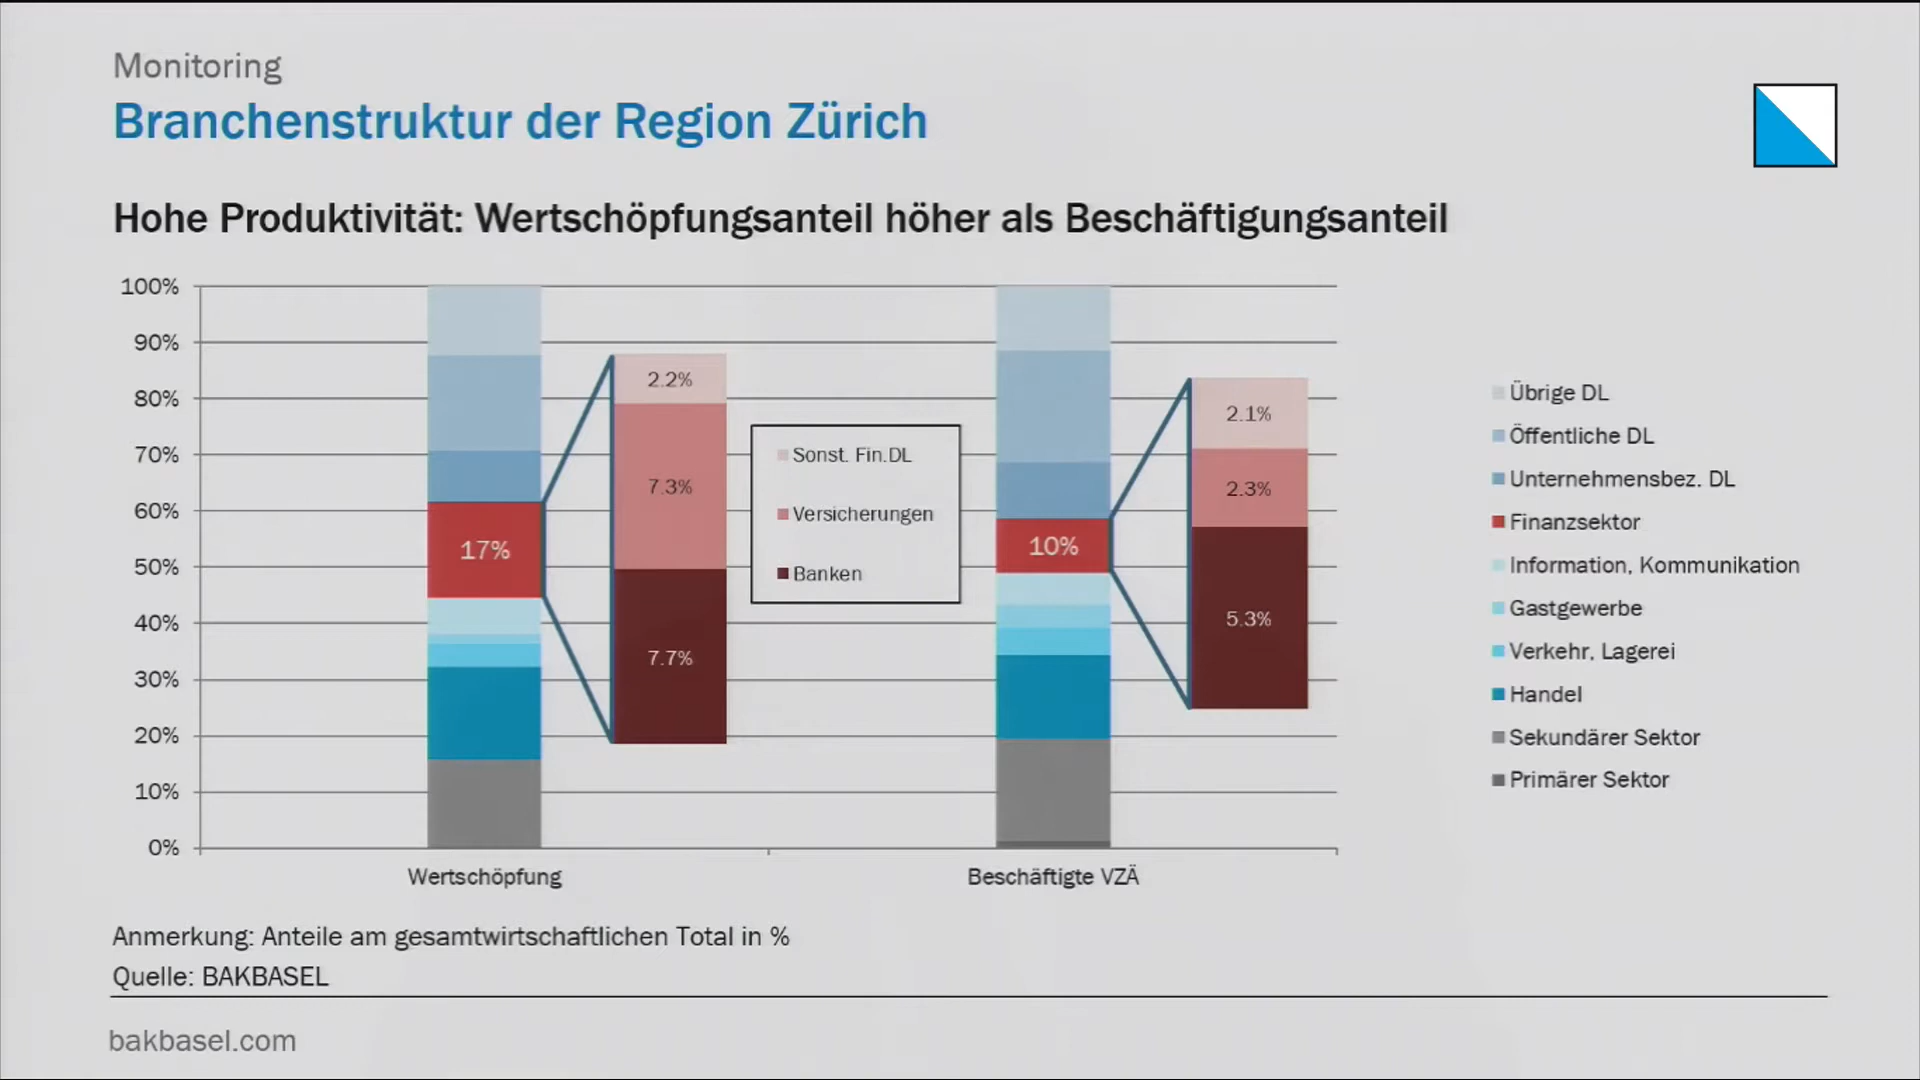 Monitoring
Branchenstruktur der Region Zürich
Hohe Produktivität: Wertschöpfungsanteil höher als Beschäftigungsanteil
100%
90%
80%
70%
60%
50%
40%
30%
20%
10%
0%
17%
2.2%
7.3%
7.7%
Sonst. Fin.DL
Versicherungen
Banken
10%
2.1%
2.3%
5.3%
Wertschöpfung
Beschäftigte VZÄ
Übrige DL
Öffentliche DL
Unternehmensbez. DL
Finanzsektor
Information, Kommunikation
Gastgewerbe
Verkehr, Lagerei
Handel
Sekundärer Sektor
Primärer Sektor
Anmerkung: Anteile am gesamtwirtschaftlichen Total in %
Quelle: BAKBASEL
bakbasel.com